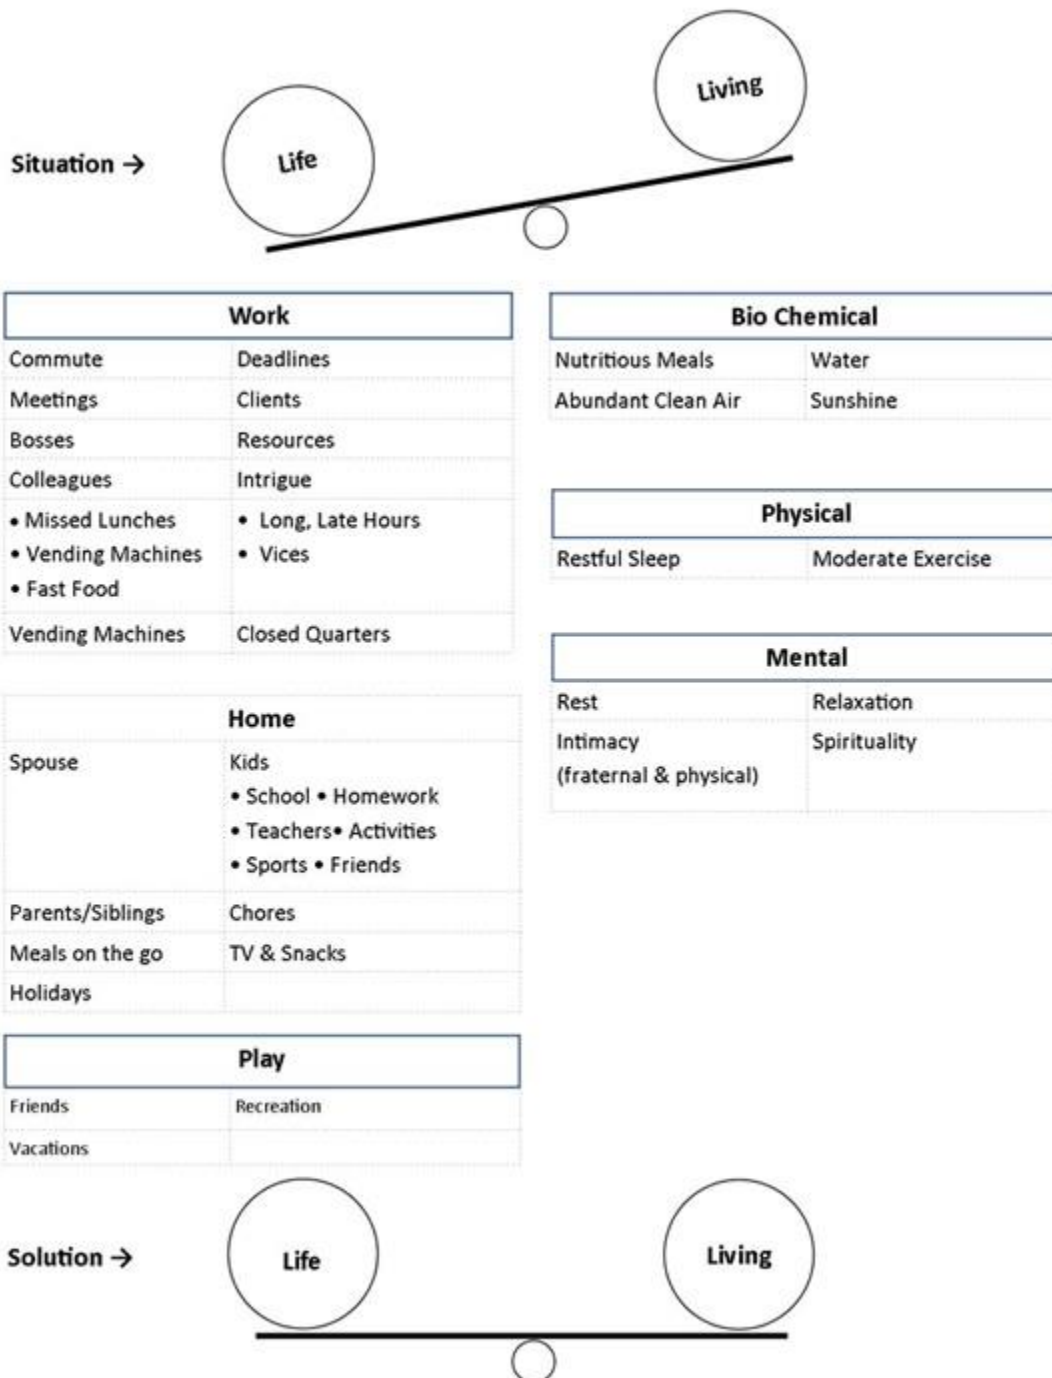 Living
Life
Situation →
Work
Commute Deadlines
Meetings Clients
Bosses Resources
Colleagues Intrigue
• Missed Lunches • Long, Late Hours
• Vending Machines • Vices
• Fast Food
Vending Machines Closed Quarters
Home
Spouse Kids
• School • Homework
• Teachers• Activities
• Sports • Friends
Parents/Siblings Chores
Meals on the go TV & Snacks
Holidays
Play
Friends Recreation
Vacations
Bio Chemical
Nutritious Meals Water
Abundant Clean Air Sunshine
Physical
Restful Sleep Moderate Exercise
Mental
Rest Relaxation
Intimacy Spirituality
(fraternal & physical)
Solution →
Life
Living